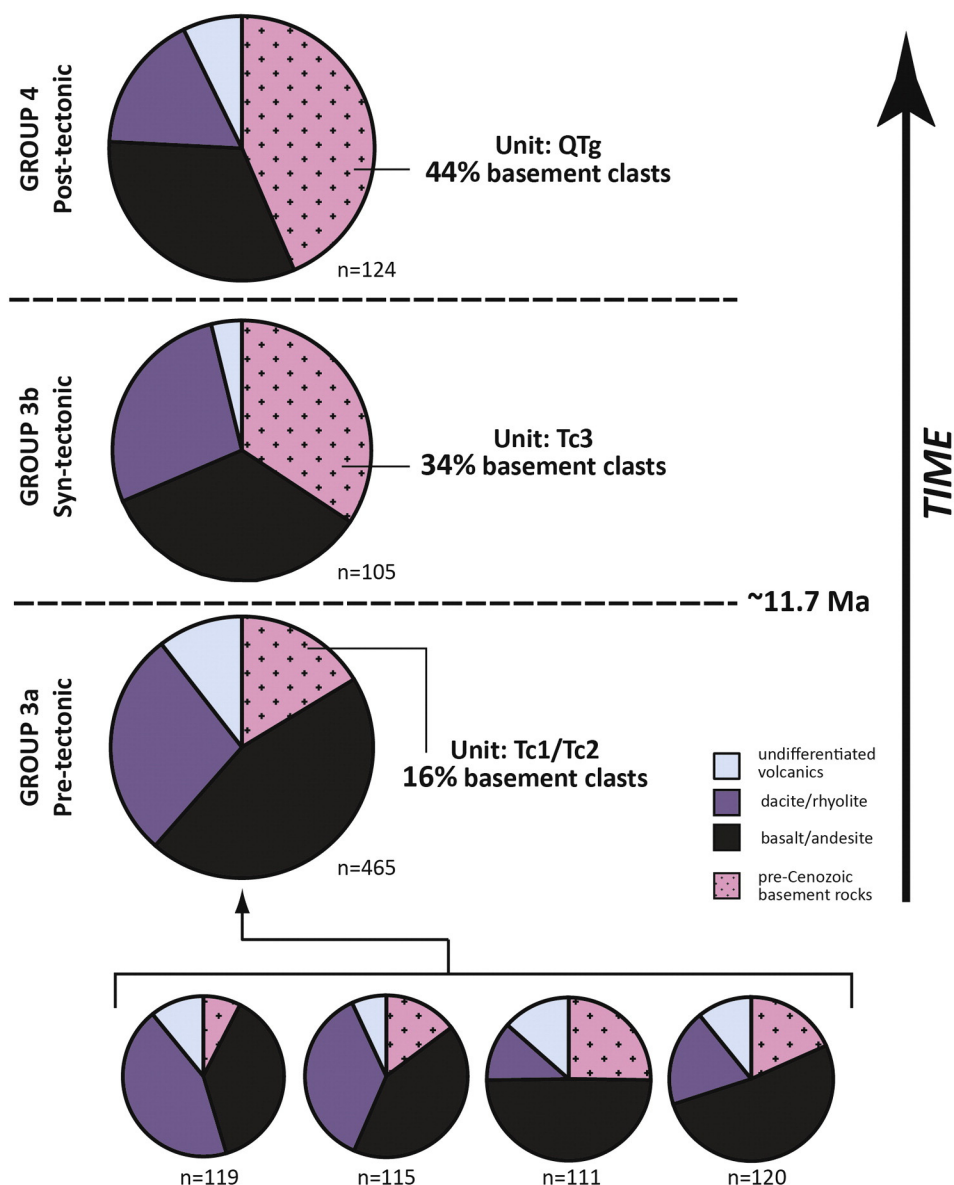 GROUP 4
Post-tectonic
Unit: QTg
44% basement clasts
n=124
GROUP 3b
Syn-tectonic
Unit: Tc3
34% basement clasts
n=105
~11.7 Ma
TIME
GROUP 3a
Pre-tectonic
Unit: Tc1/Tc2
16% basement clasts
n=465
undifferentiated
volcanics
dacite/rhyolite
basalt/andesite
pre-Cenozoic
basement rocks
n=119
n=115
n=111
n=120